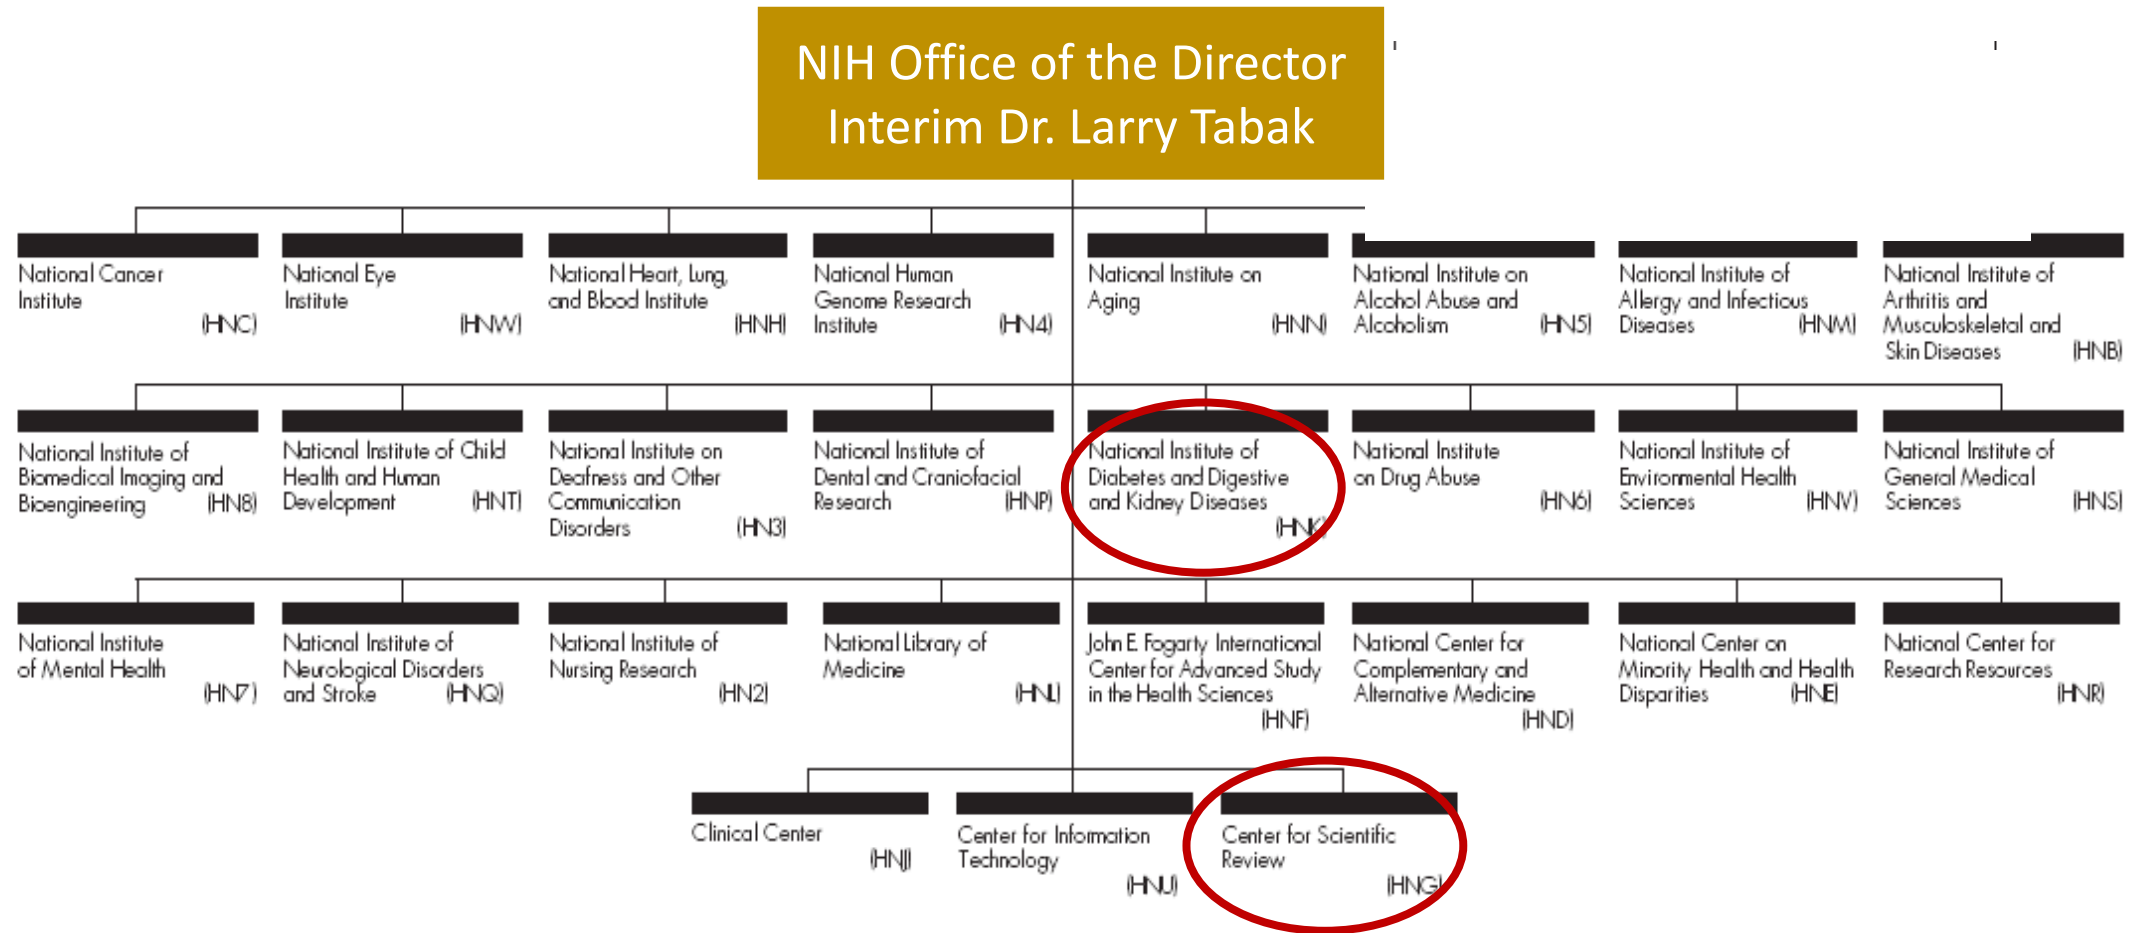 NIH Office of the Director
Interim Dr. Larry Tabak
National Cancer
Institute
(HNC)
National Eye
Institute
(HNW)
National Heart, Lung,
and Blood Institute
(HNH)
National Human
Genome Research
Institute (HN4)
National Institute on
Aging
(HNN)
National Institute on
Alcohol Abuse and
Alcoholism (HN5)
National Institute of
Allergy and Infectious
Diseases (HNM)
National Institute of
Arthritis and
Musculoskeletal and
Skin Diseases (HNB)
National Institute of
Biomedical Imaging and
Bioengineering (HN8)
National Institute of Child
Health and Human
Development (HNT)
National Institute on
Deafness and Other
Communication
Disorders (HN3)
National Institute of
Dental and Craniofacial
Research (HNP)
National Institute of
Diabetes and Digestive
and Kidney Diseases
(HNK)
National Institute
on Drug Abuse
(HN6)
National Institute of
Environmental Health
Sciences (HNV)
National Institute of
General Medical
Sciences (HNS)
National Institute
of Mental Health
(HN7)
National Institute of
Neurological Disorders
and Stroke (HNQ)
National Institute of
Nursing Research
(HN2)
National Library of
Medicine
(HNL)
John E. Fogarty International
Center for Advanced Study
in the Health Sciences
(HNF)
National Center for
Complementary and
Alternative Medicine
(HND)
National Center on
Minority Health and Health
Disparities (HNE)
National Center for
Research Resources
(HNR)
Clinical Center
(HNJ)
Center for Information
Technology
(HNU)
Center for Scientific
Review
(HNG)